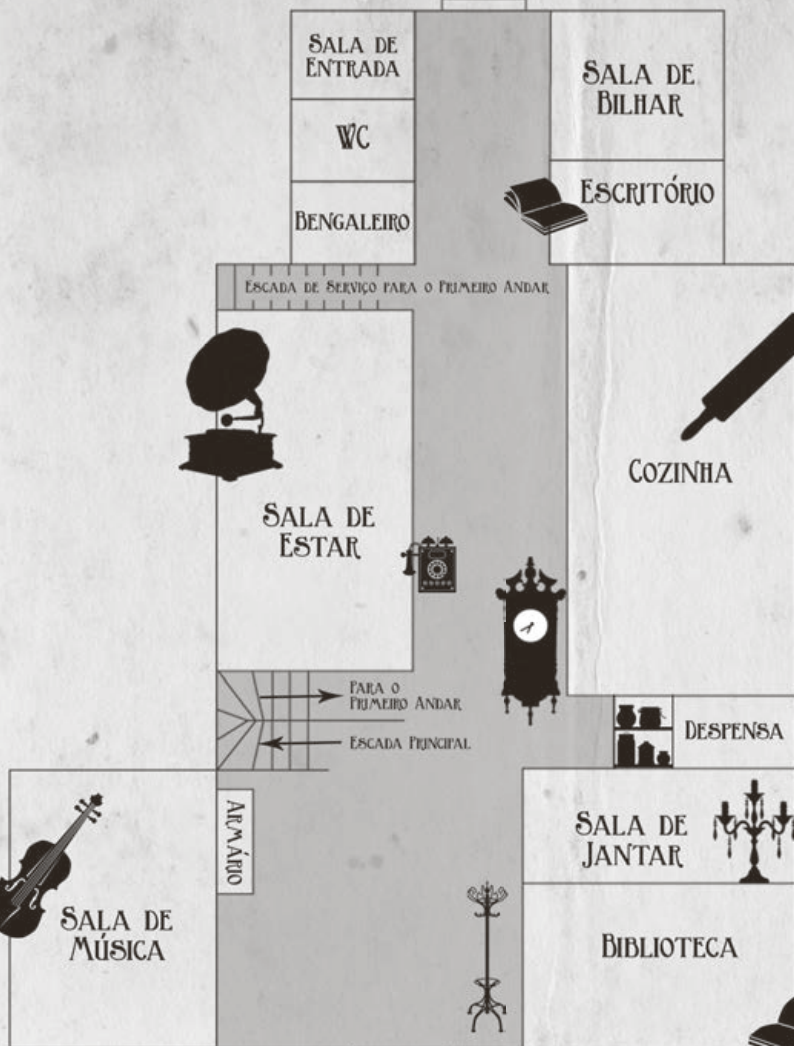 SALA DE
ENTRADA
WC
BENGALEIRO
SALA DE
BILHAR
ESCRITÓRIO
ESCADA DE SERVIÇO PARA O PRIMEIRO ANDAR
COZINHA
SALA DE
ESTAR
PARA O
PRIMEIRO ANDAR
ESCADA PRINCIPAL
DESPENSA
ARMÁRIO
SALA DE
JANTAR
SALA DE
MÚSICA
BIBLIOTECA